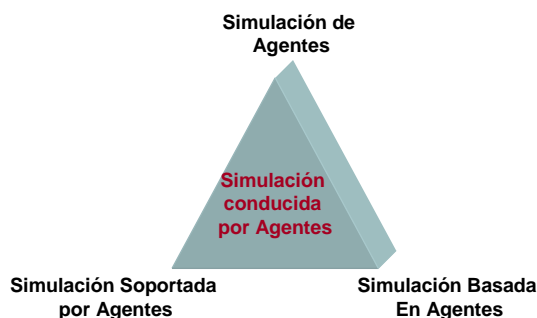 Simulación de
Agentes
Simulación
conducida
por Agentes
Simulación Soportada
por Agentes
Simulación Basada
En Agentes